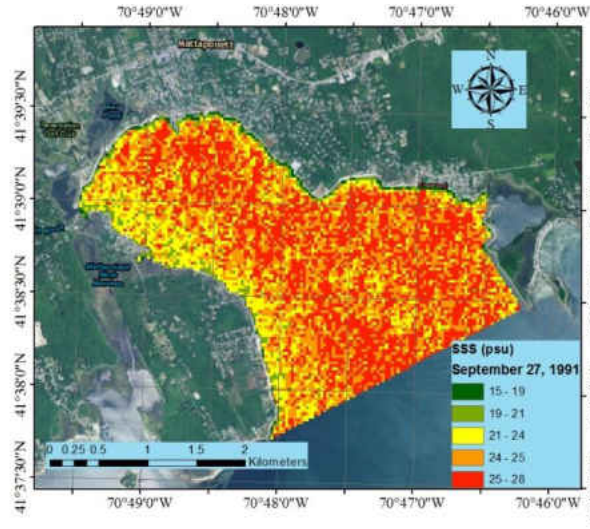 70°49'0"W 70°48'0"W 70°47'0"W 70°46'0"W
Mattapoisett
N
W E
S
41°39'30"N
41°39'0"N
41°38'30"N
41°38'0"N
41°37'30"N
SSS (psu)
September 27, 1991
15 - 19
19 - 21
21 - 24
24 - 25
25 - 28
0 0.25 0.5 1 1.5 2
Kilometers
70°49'0"W 70°48'0"W 70°47'0"W 70°46'0"W